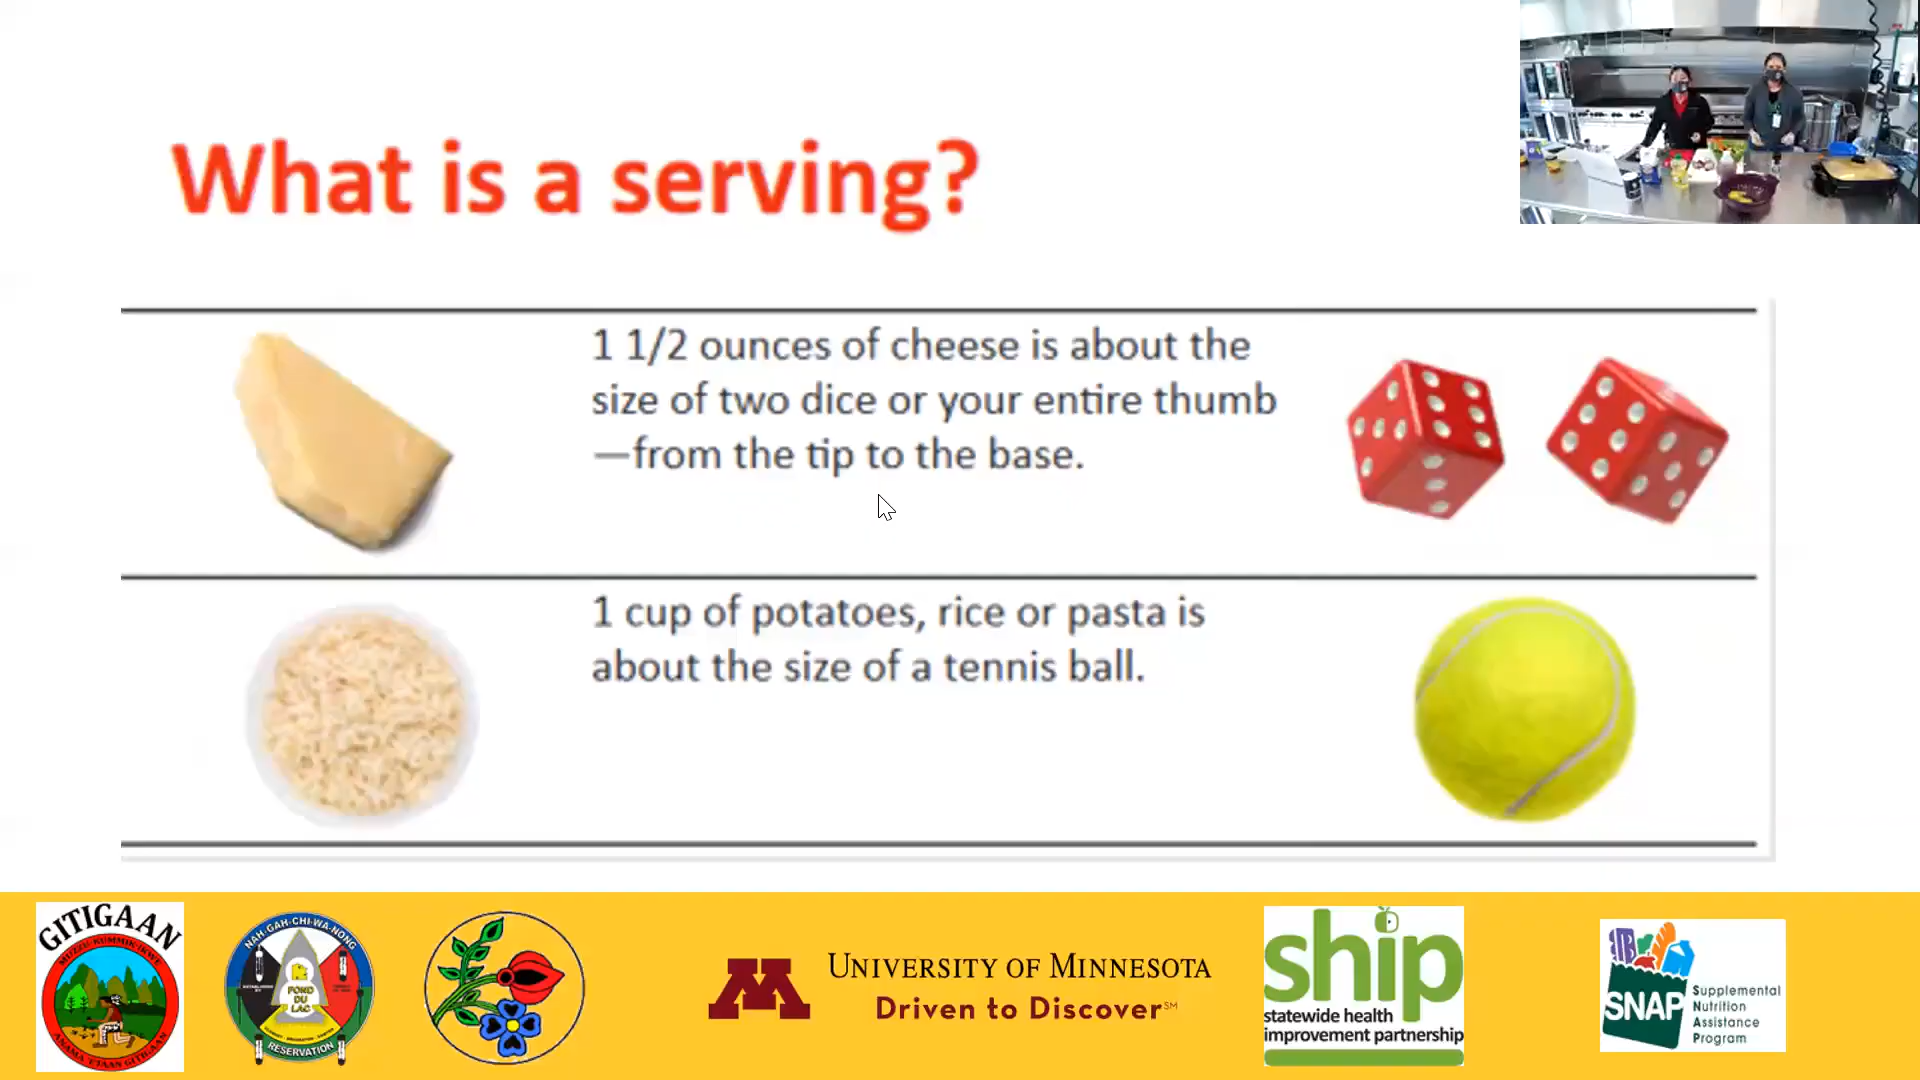 What is a serving?
1 1/2 ounces of cheese is about the
size of two dice or your entire thumb
—from the tip to the base.
1 cup of potatoes, rice or pasta is
about the size of a tennis ball.
GITIGAAN
NAH-GAH-CHI-WA-NONG
FOND
DU
LAC
RESERVATION
UNIVERSITY OF MINNESOTA
Driven to Discover℠
ship
statewide health
improvement partnership
SNAP
Supplemental
Nutrition
Assistance
Program